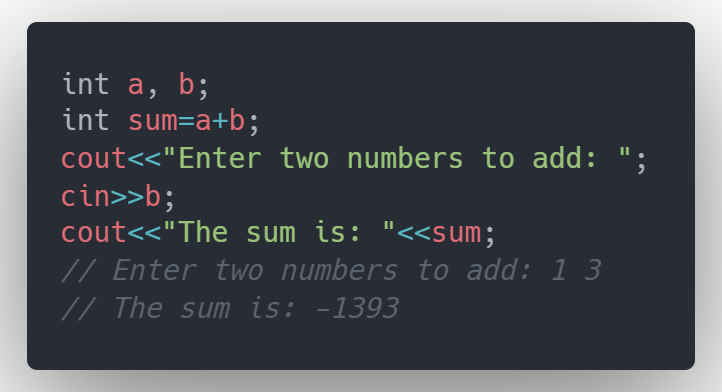 int a, b;
int sum=a+b;
cout<<"Enter two numbers to add: ";
cin>>b;
cout<<"The sum is: "<<sum;
// Enter two numbers to add: 1 3
// The sum is: -1393